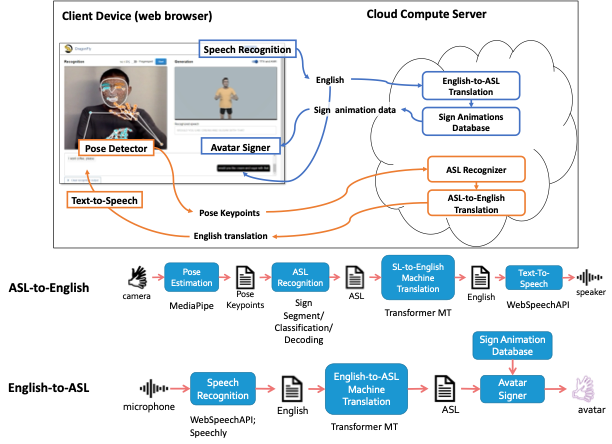 Client Device (web browser)
Cloud Compute Server
Speech Recognition
Recognition
Generation
English
English-to-ASL
Translation
Sign animation data
Sign Animations
Database
Pose Detector
Avatar Signer
ASL Recognizer
Text-to-Speech
ASL-to-English
Translation
Pose Keypoints
English translation
ASL-to-English
camera
Pose
Estimation
MediaPipe
Pose
Keypoints
ASL
Recognition
Sign
Segment/
Classification/
Decoding
ASL
SL-to-English
Machine
Translation
Transformer MT
English
Text-To-
Speech
WebSpeechAPI
speaker
English-to-ASL
microphone
Speech
Recognition
WebSpeechAPI;
Speechly
English
English-to-ASL
Machine
Translation
Transformer MT
ASL
Sign Animation
Database
Avatar
Signer
avatar